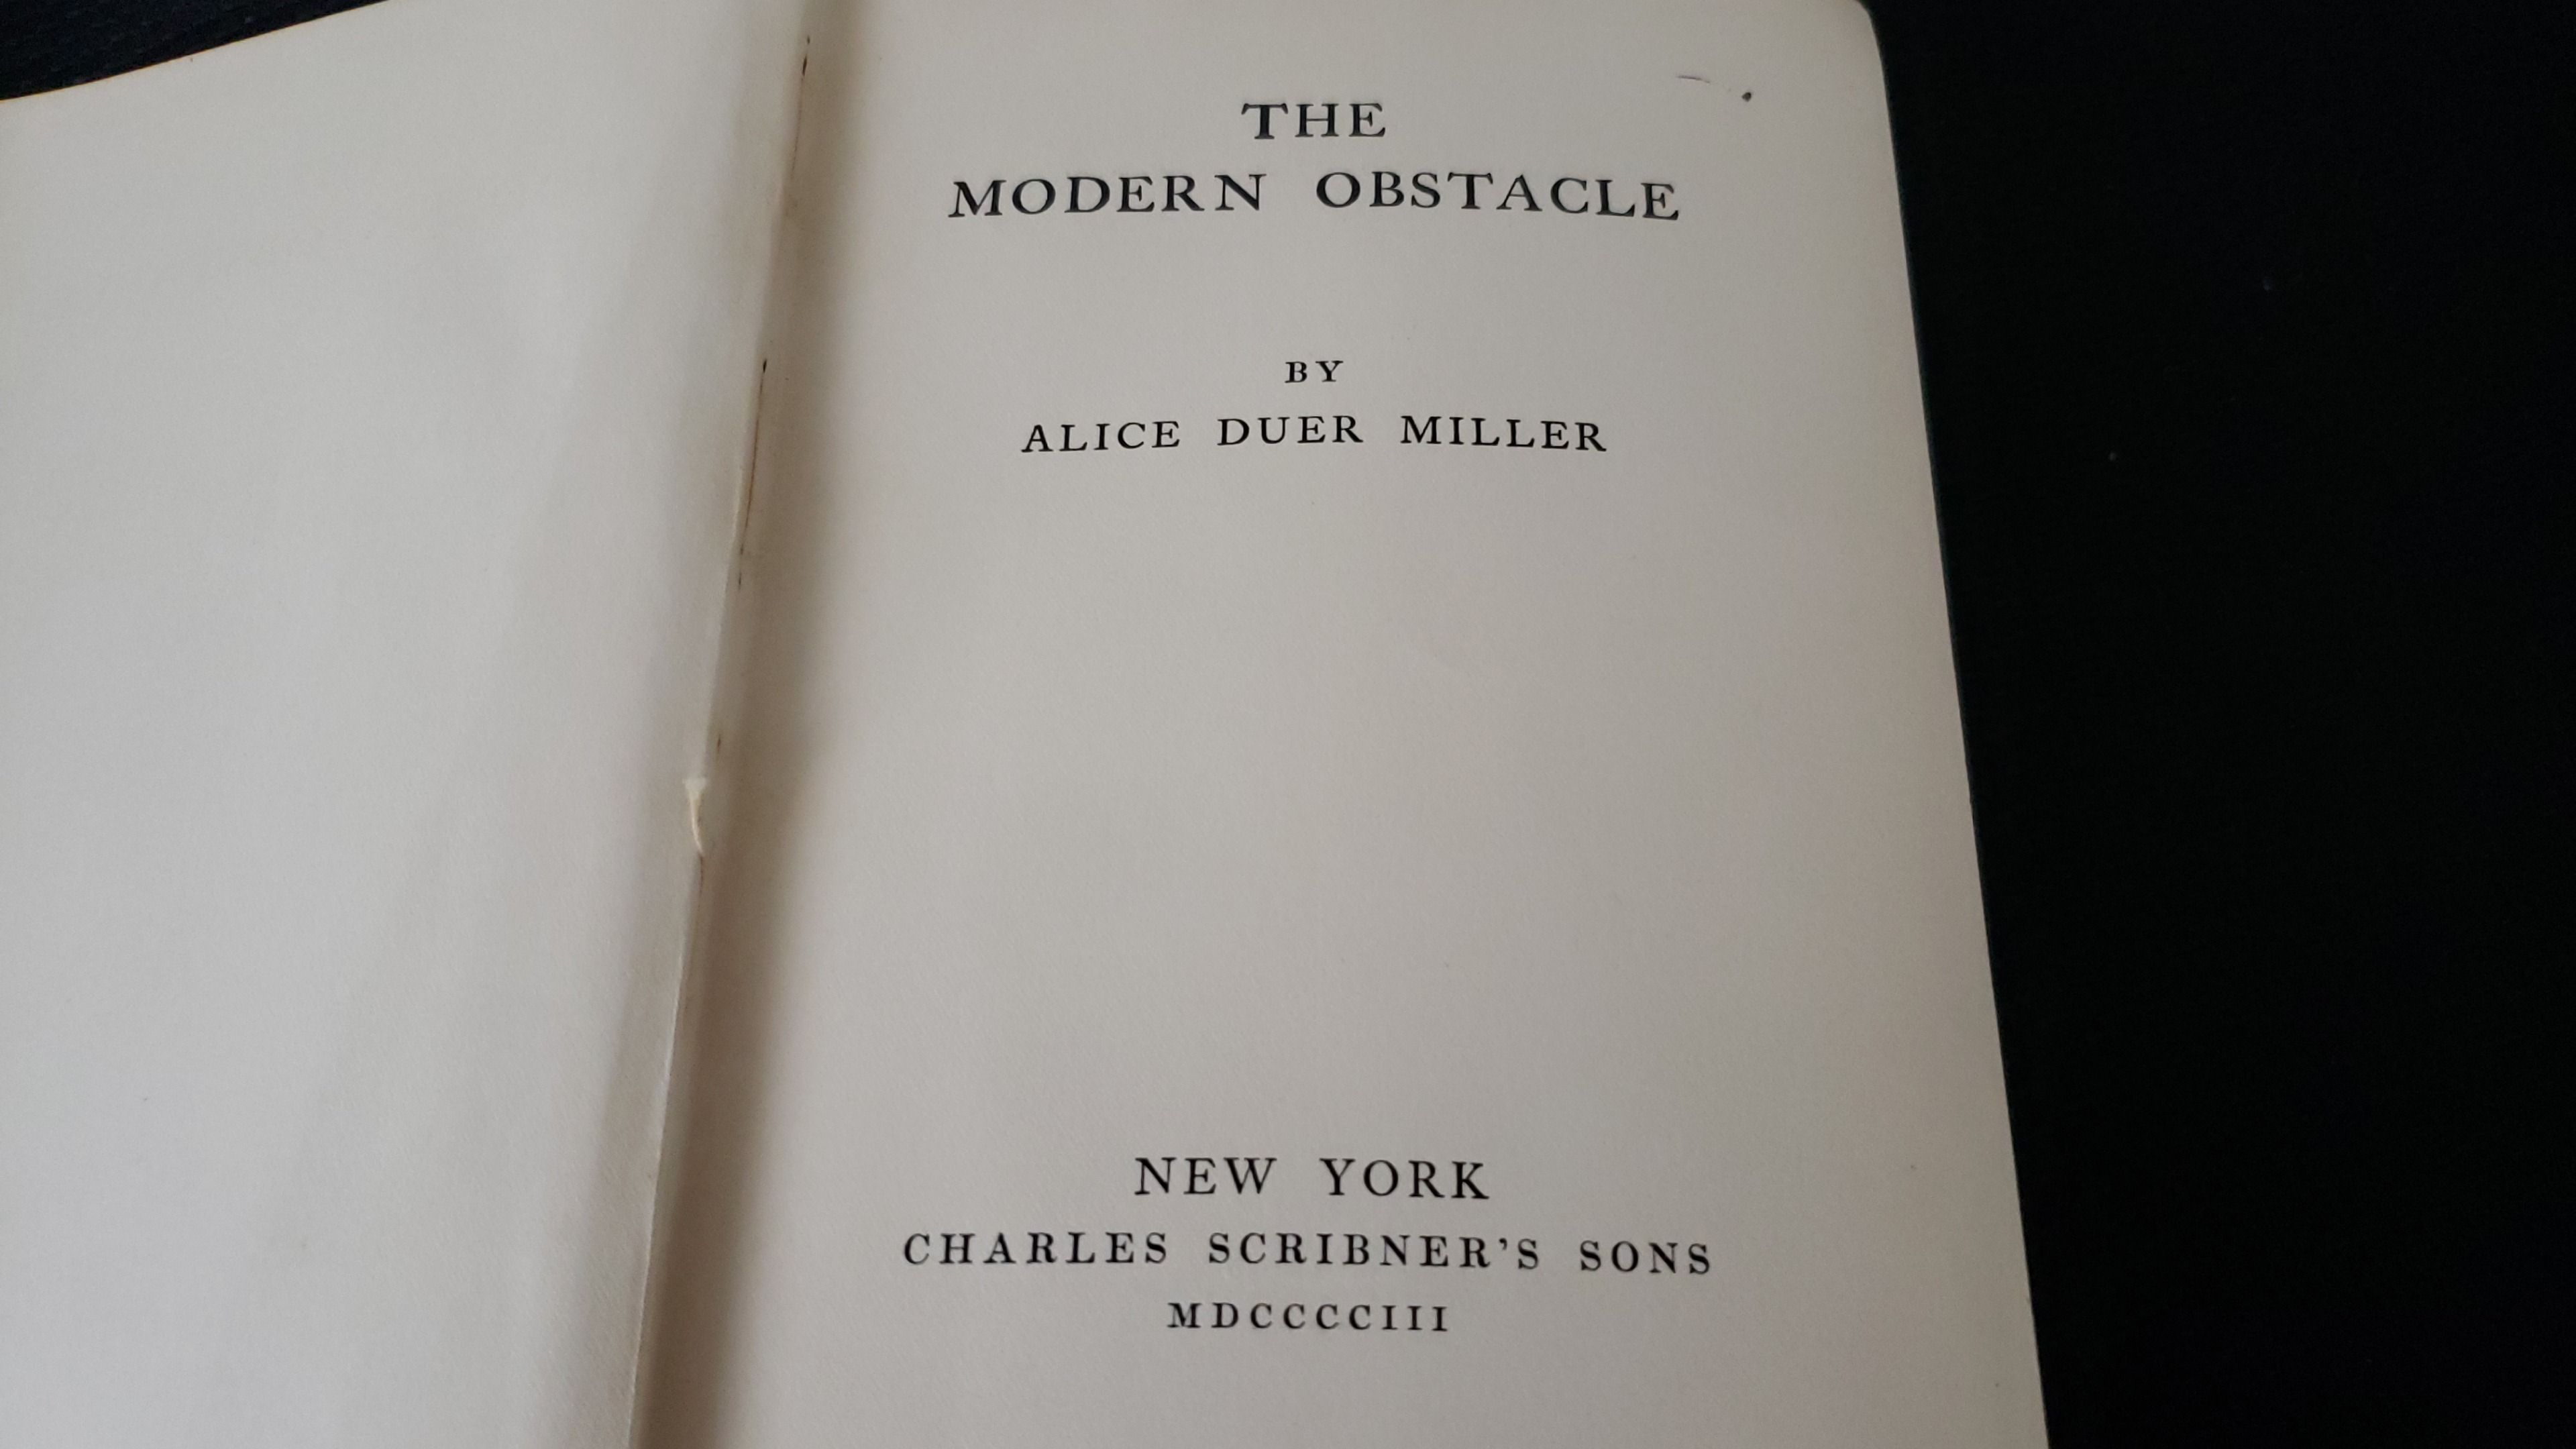 THE
MODERN OBSTACLE
BY
ALICE DUER MILLER
NEW YORK
CHARLES SCRIBNER'S SONS
MDCCCCIII